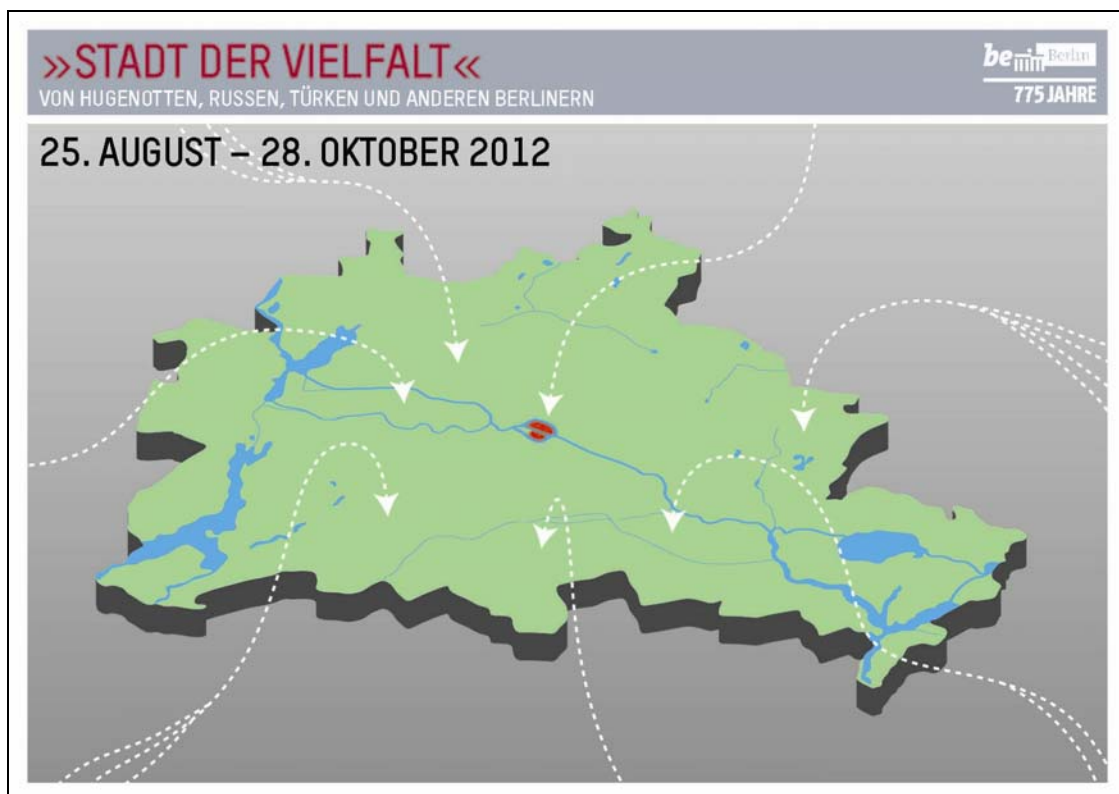 »STADT DER VIELFALT«
VON HUGENOTTEN, RUSSEN, TÜRKEN UND ANDEREN BERLINERN
be Berlin
775 JAHRE
25. AUGUST – 28. OKTOBER 2012